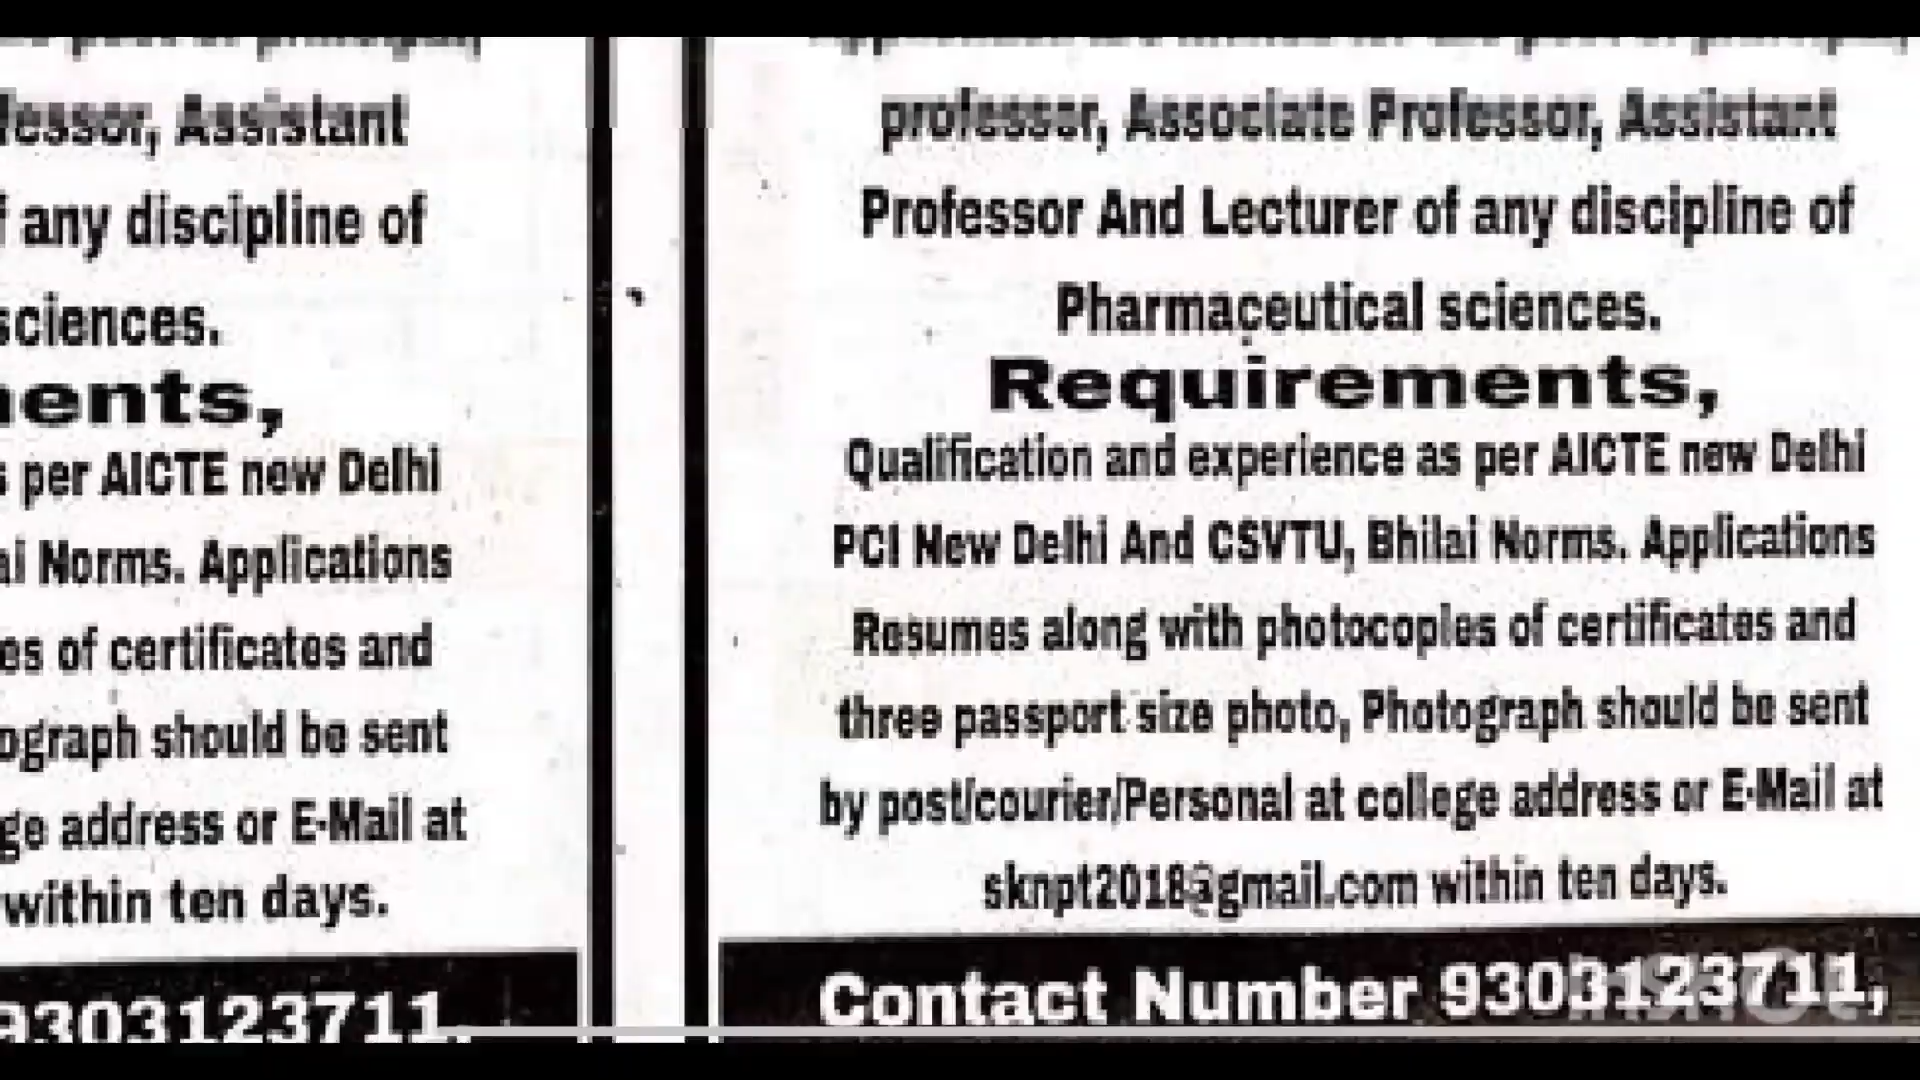 professor, Associate Professor, Assistant
Professor And Lecturer of any discipline of
Pharmaceutical sciences.
Requirements,
Qualification and experience as per AICTE new Delhi
PCI New Delhi And CSVTU, Bhilai Norms. Applications
Resumes along with photocopies of certificates and
three passport size photo, Photograph should be sent
by post/courier/Personal at college address or E-Mail at
sknpt2018@gmail.com within ten days.
Contact Number 9303123711,
fessor, Assistant
f any discipline of
sciences.
ents,
s per AICTE new Delhi
ai Norms. Applications
es of certificates and
ograph should be sent
ge address or E-Mail at
within ten days.
9303123711,